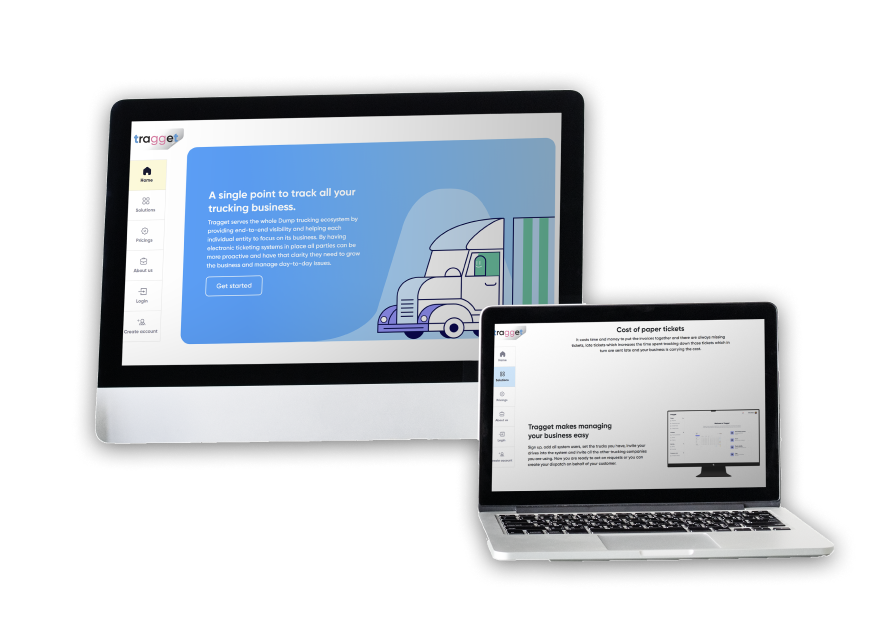 tragget
Home
Solutions
Pricings
About us
Login
Create account
A single point to track all your
trucking business.
Tragget serves the whole Dump trucking ecosystem by
providing end-to-end visibility and helping each
individual entity to focus on its business. By having
electronic ticketing systems in place all parties can be
more proactive and have that clarity they need to grow
the business and manage day-to-day issues.
Get started
tragget
Home
Solutions
Pricings
About us
Login
Create account
Cost of paper tickets
It costs time and money to put the invoices together and there are always missing
tickets, late tickets which increases the time spent tracking down those tickets which in
turn are sent late and your business is carrying the cost.
Tragget makes managing
your business easy
Sign up, add all system users, set the trucks you have, invite your
drives into the system and invite all the other trucking companies
you are using. Now you are ready to act on requests or you can
create your dispatch on behalf of your customer.